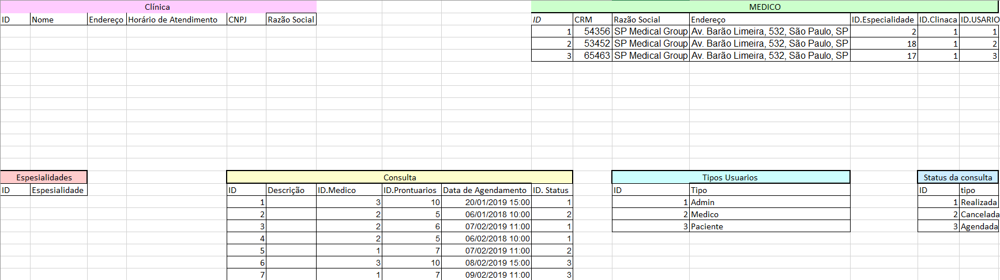 Clínica MEDICO
ID Nome Endereço Horário de Atendimento CNPJ Razão Social ID CRM Razão Social Endereço ID.Especialidade ID.Clinaca ID.USARIO
1 54356 SP Medical Group Av. Barão Limeira, 532, São Paulo, SP 2 1 1
2 53452 SP Medical Group Av. Barão Limeira, 532, São Paulo, SP 18 1 2
3 65463 SP Medical Group Av. Barão Limeira, 532, São Paulo, SP 17 1 3
Espesialidades Consulta Tipos Usuarios Status da consulta
ID Espesialidade ID Descrição ID.Medico ID.Prontuarios Data de Agendamento ID. Status ID Tipo ID tipo
1 3 10 20/01/2019 15:00 1 1 Admin 1 Realizada
2 2 5 06/01/2018 10:00 2 2 Medico 2 Cancelada
3 2 6 07/02/2019 11:00 1 3 Paciente 3 Agendada
4 2 5 06/02/2018 10:00 1
5 1 7 07/02/2019 11:00 2
6 3 10 08/02/2019 15:00 3
7 1 7 09/02/2019 11:00 3